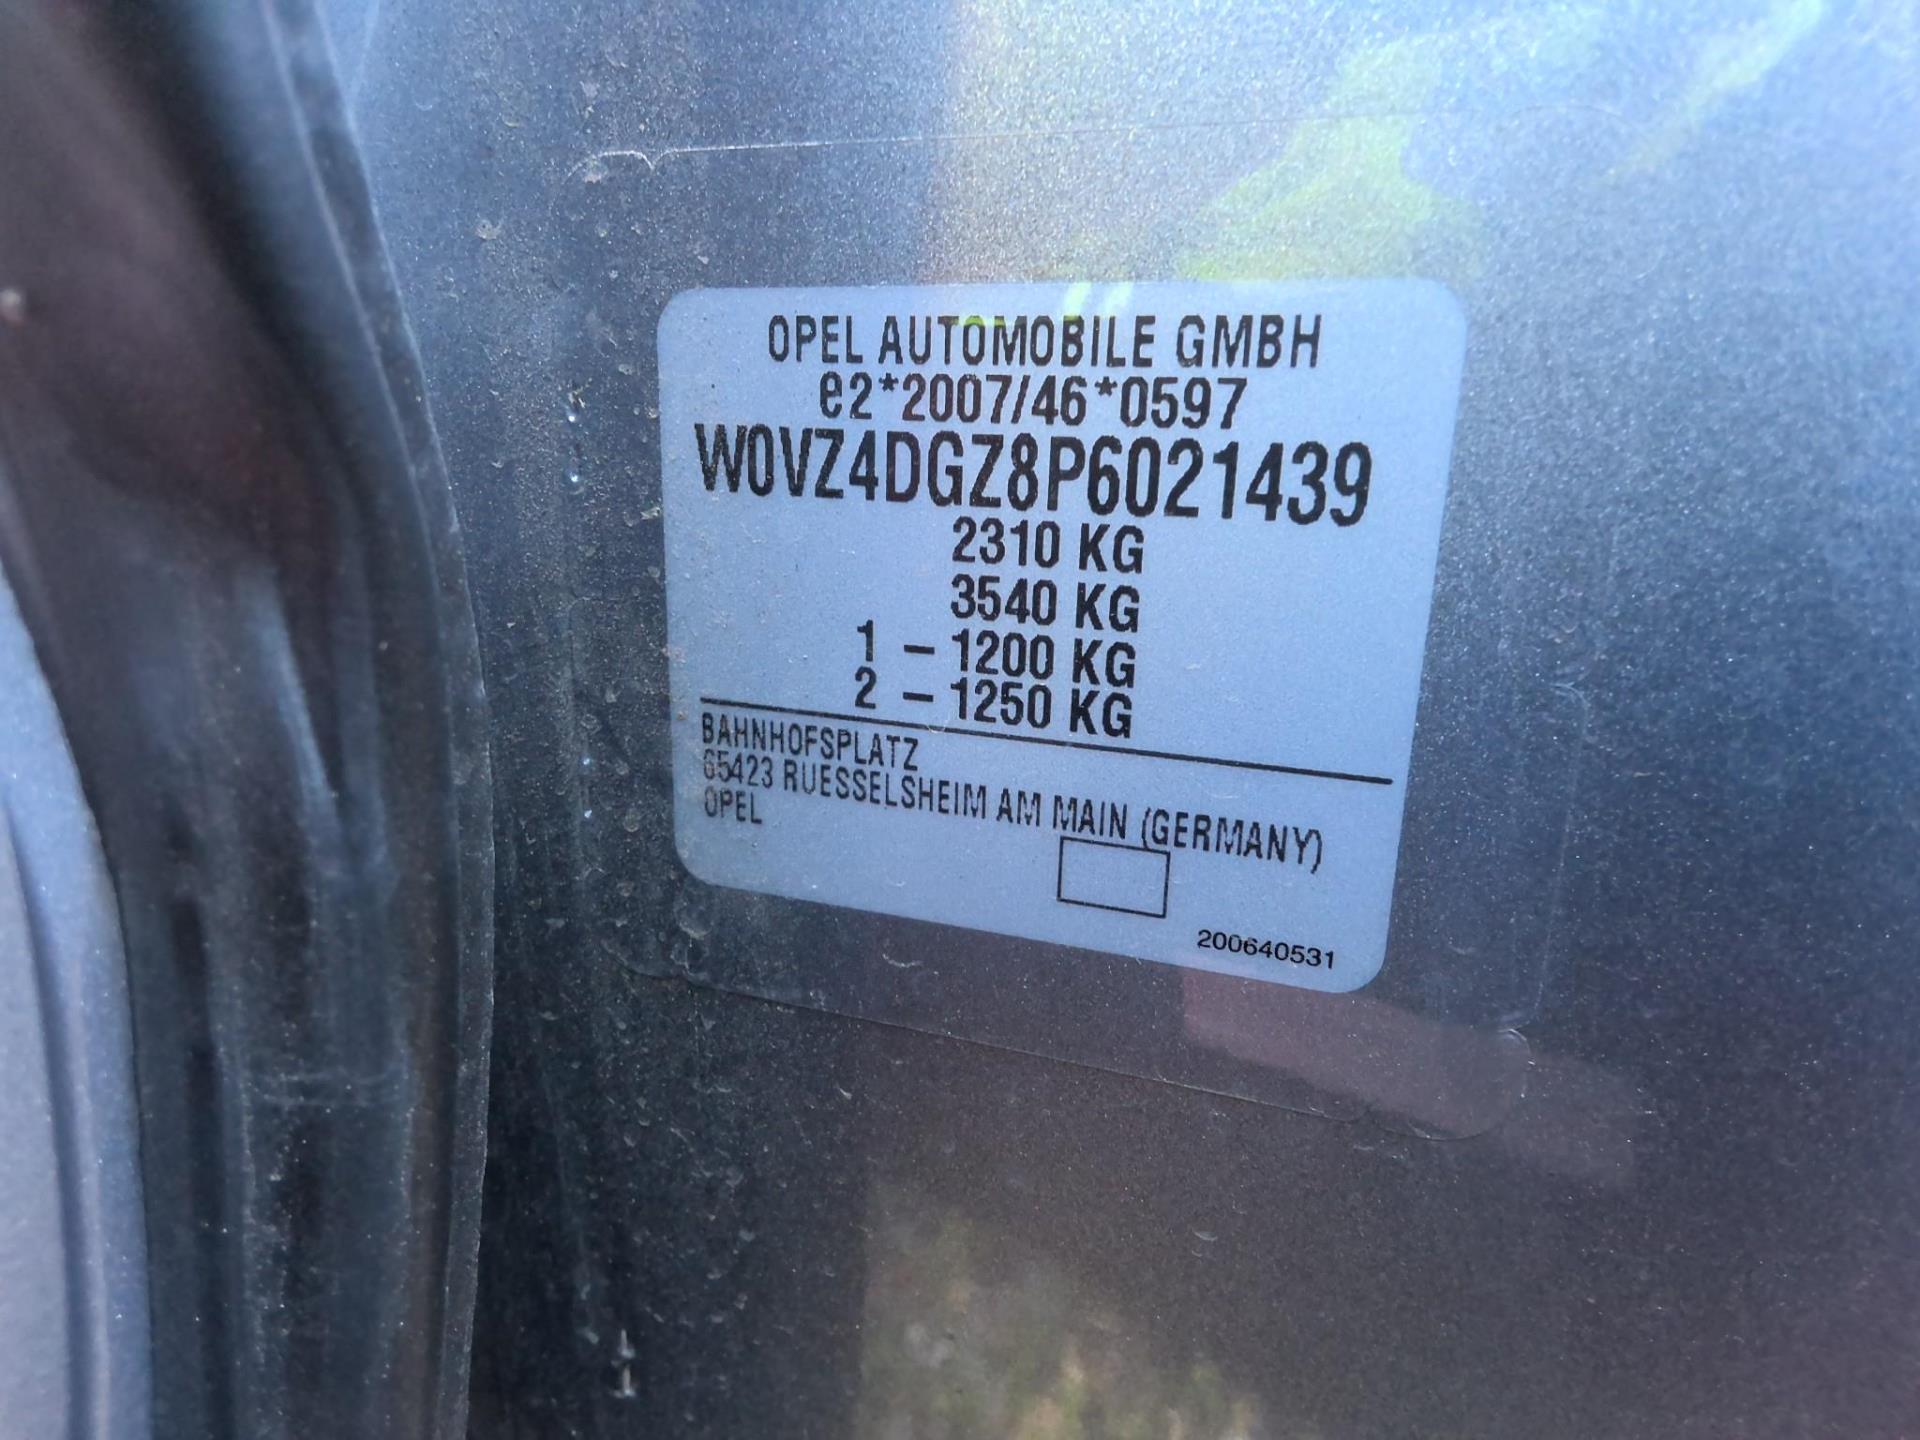 OPEL AUTOMOBILE GMBH
e2*2007/46*0597
W0VZ4DGZ8P6021439
2310 KG
3540 KG
1 – 1200 KG
2 – 1250 KG
BAHNHOFSPLATZ
65423 RUESSELSHEIM AM MAIN (GERMANY)
OPEL
200640531